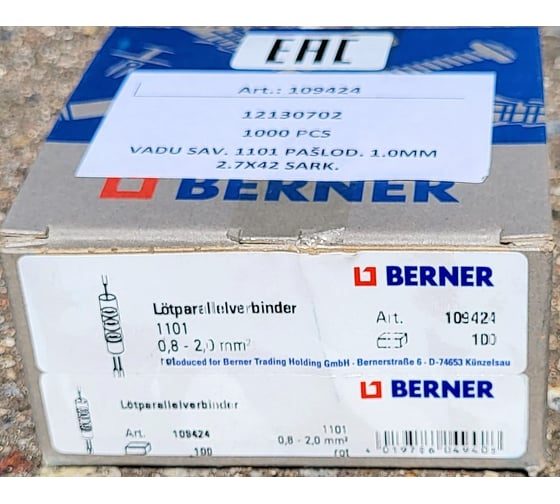 EAC
Art.: 109424
12130702
1000 PCS
VADU SAV. 1101 PAŠLOD. 1.0MM
2.7X42 SARK.
BERNER
BERNER
Lötparallelverbinder
1101
0,8 - 2,0 mm²
rot
Art. 109424
100
Produced for Berner Trading Holding GmbH · Bernerstraße 6 · D-74653 Künzelsau
BERNER
Lötparallelverbinder
Art. 109424
100
1101
0,8 - 2,0 mm²
rot